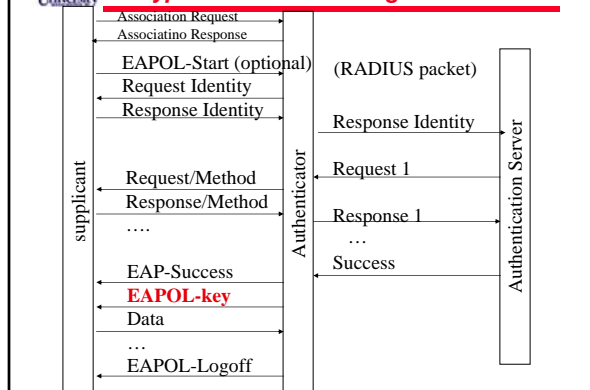 Association Request
Associatino Response
EAPOL-Start (optional)
(RADIUS packet)
Request Identity
Response Identity
Response Identity
Request 1
Request/Method
Response/Method
Response 1
….
…
Success
EAP-Success
EAPOL-key
Data
…
EAPOL-Logoff
supplicant
Authenticator
Authentication Server